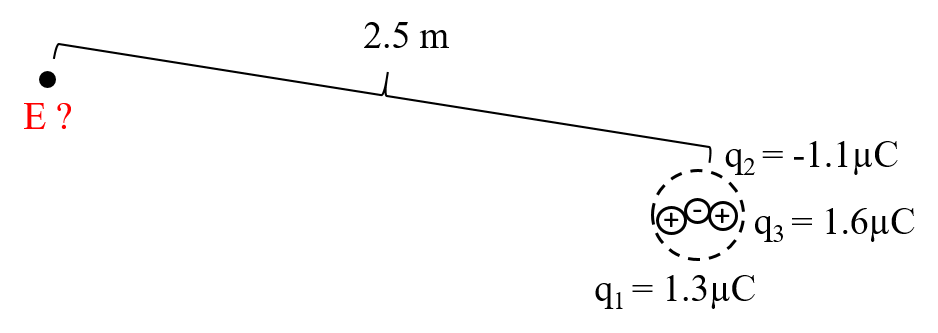 2.5 m
E ?
q₂ = -1.1µC
+ - +
q₃ = 1.6µC
q₁ = 1.3µC